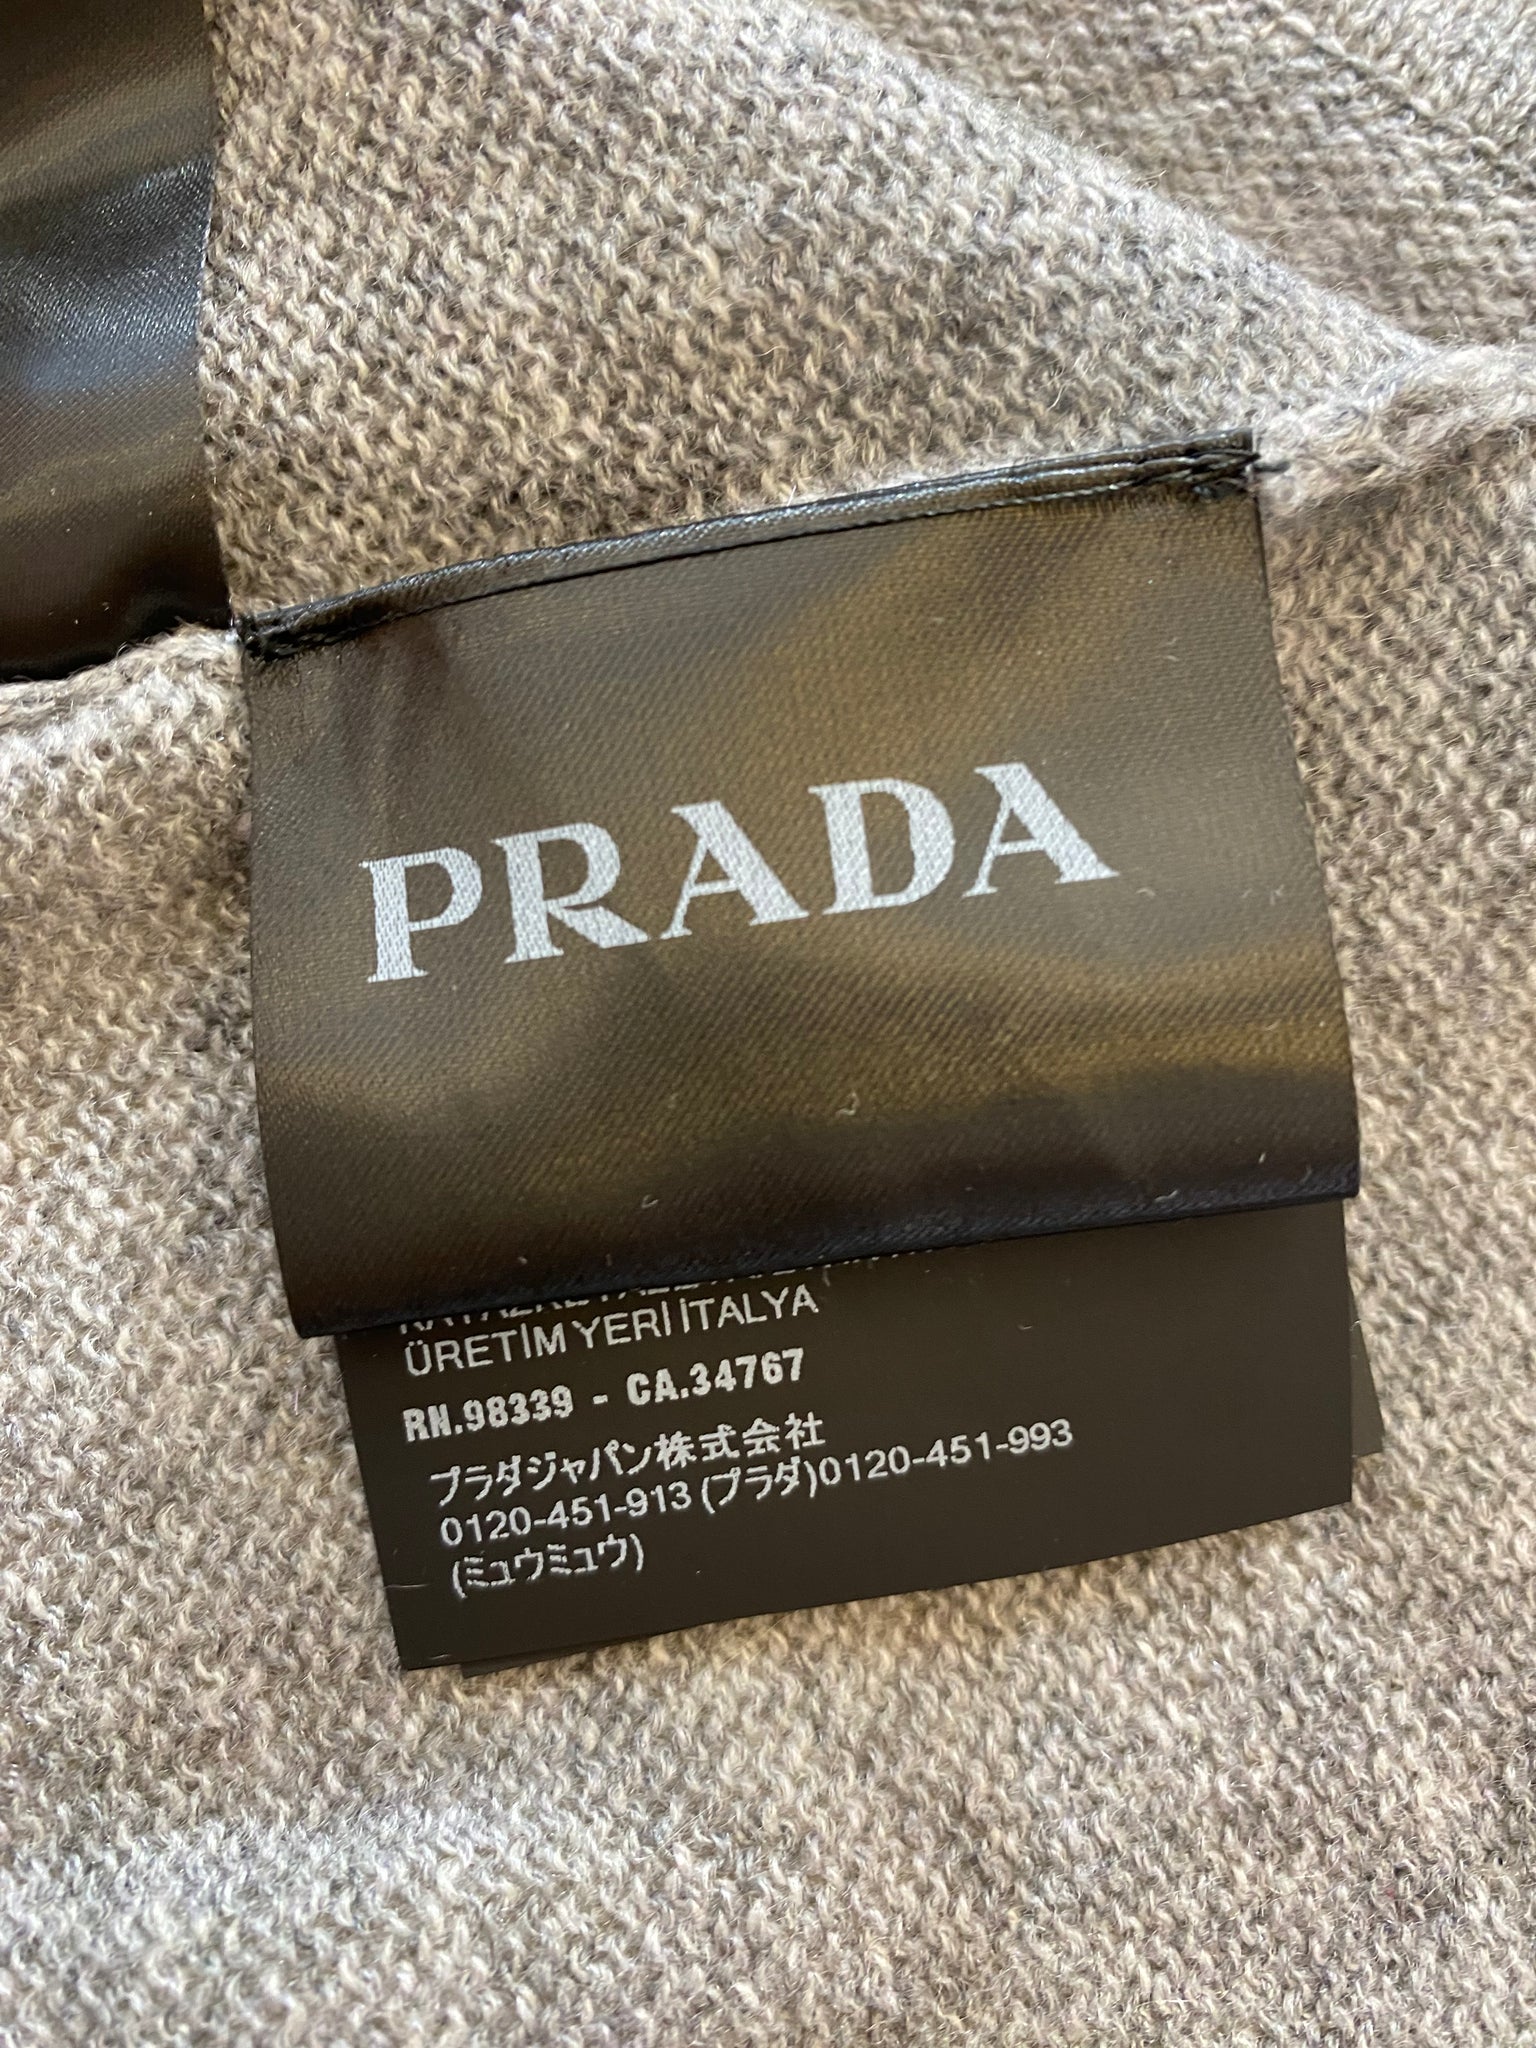 PRADA
ÜRETİM YERİ İTALYA
RN.98339 - CA.34767
プラダジャパン株式会社
0120-451-913 (プラダ)0120-451-993
(ミュウミュウ)